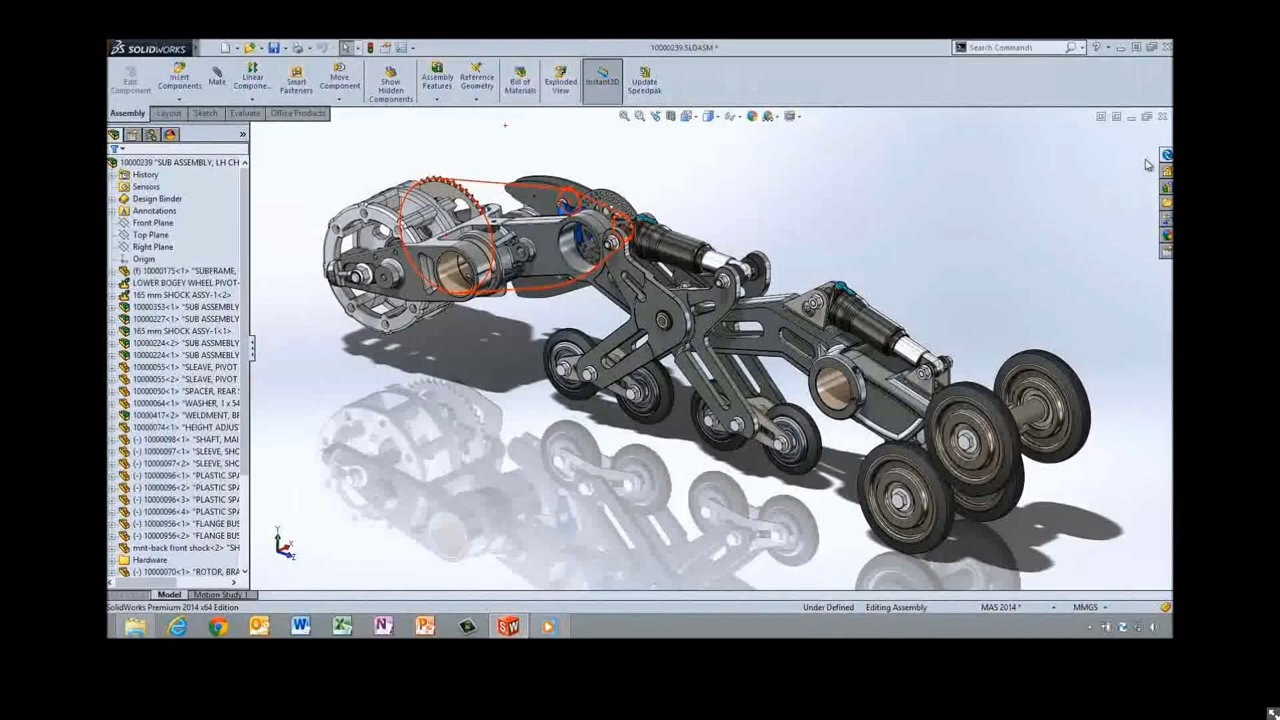 SOLIDWORKS
10000239.SLDASM *
Search Commands
Edit Component
Insert Components
Mate
Linear Compone...
Smart Fasteners
Move Component
Show Hidden Components
Assembly Features
Reference Geometry
Bill of Materials
Exploded View
Instant3D
Update Speedpak
Assembly
Layout
Sketch
Evaluate
Office Products
10000239 "SUB ASSEMBLY, LH CH
History
Sensors
Design Binder
Annotations
Front Plane
Top Plane
Right Plane
Origin
(f) 10000175<1> "SUBFRAME,
LOWER BOGEY WHEEL PIVOT-
165 mm SHOCK ASSY-1<2>
10000353<1> "SUB ASSEMBLY
10000227<1> "SUB ASSEMBLY
165 mm SHOCK ASSY-1<1>
10000224<2> "SUB ASSEMBLY
10000224<1> "SUB ASSEMBLY
10000055<1> "SLEAVE, PIVOT
10000055<2> "SLEAVE, PIVOT
10000050<1> "SPACER, REAR
10000064<1> "WASHER, 1 x S4
10000417<2> "WELDMENT, BF
10000074<1> "HEIGHT ADJUS
(-) 10000098<1> "SHAFT, MAI
(-) 10000097<1> "SLEEVE, SHO
(-) 10000097<2> "SLEEVE, SHO
(-) 10000096<1> "PLASTIC SPA
(-) 10000096<2> "PLASTIC SPA
(-) 10000096<3> "PLASTIC SPA
(-) 10000096<4> "PLASTIC SPA
(-) 10000956<1> "FLANGE BUS
(-) 10000956<2> "FLANGE BUS
mnt-back front shock<2> "SH
Hardware
(-) 10000070<1> "ROTOR, BRA
Model
Motion Study 1
SolidWorks Premium 2014 x64 Edition
Under Defined
Editing Assembly
MAS 2014 *
MMGS